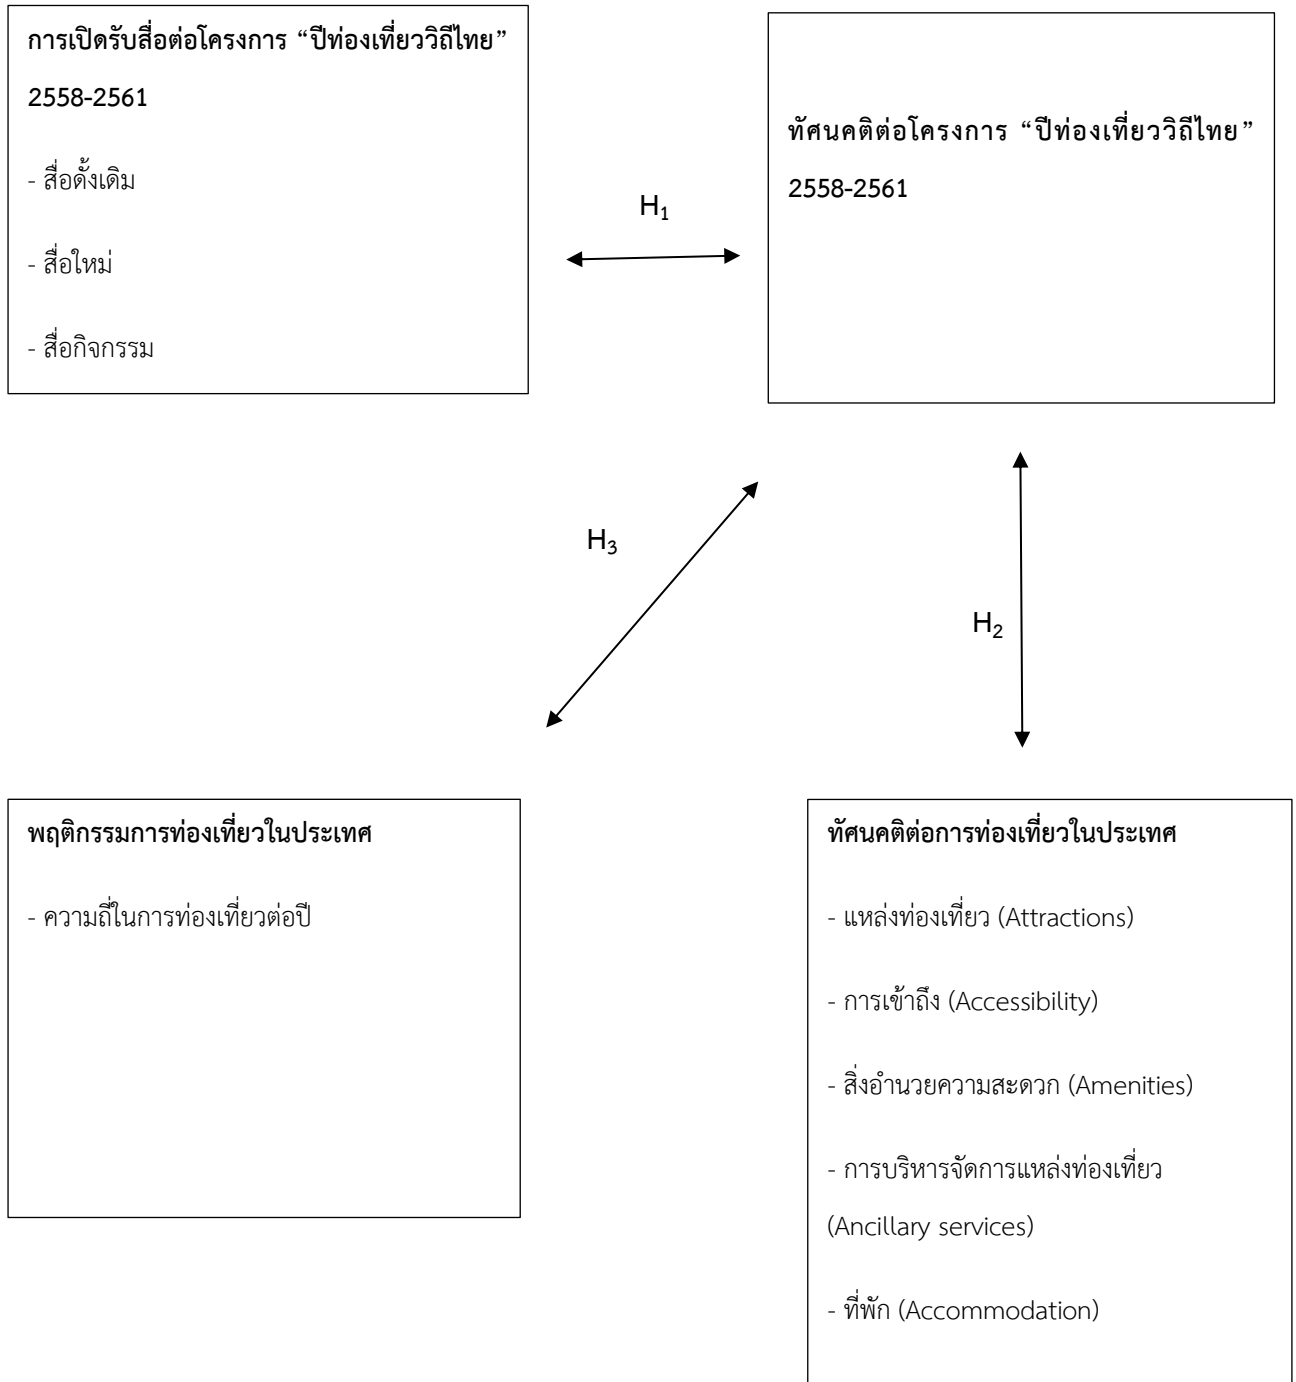 การเปิดรับสื่อต่อโครงการ “ปีท่องเที่ยววิถีไทย”
2558-2561
- สื่อดั้งเดิม
- สื่อใหม่
- สื่อกิจกรรม
ทัศนคติต่อโครงการ “ปีท่องเที่ยววิถีไทย”
2558-2561
H₁
H₃
H₂
พฤติกรรมการท่องเที่ยวในประเทศ
- ความถี่ในการท่องเที่ยวต่อปี
ทัศนคติต่อการท่องเที่ยวในประเทศ
- แหล่งท่องเที่ยว (Attractions)
- การเข้าถึง (Accessibility)
- สิ่งอำนวยความสะดวก (Amenities)
- การบริหารจัดการแหล่งท่องเที่ยว
(Ancillary services)
- ที่พัก (Accommodation)